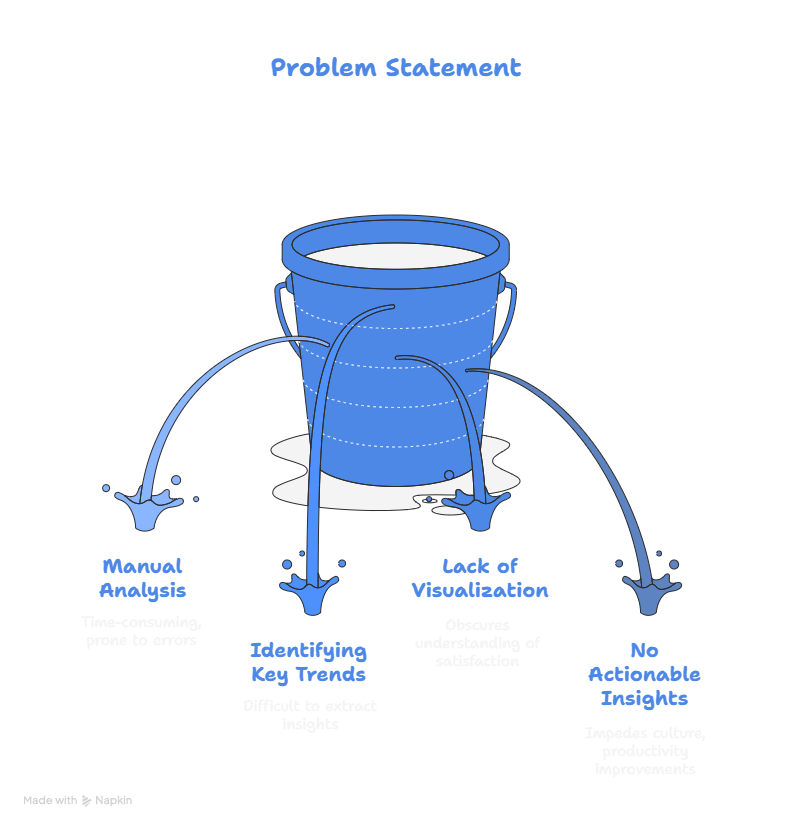 Problem Statement
Manual
Analysis
Time-consuming,
prone to errors
Identifying
Key Trends
Difficult to extract
insights
Lack of
Visualization
Obscures
understanding of
satisfaction
No
Actionable
Insights
Impedes culture,
productivity
improvements
Made with Napkin